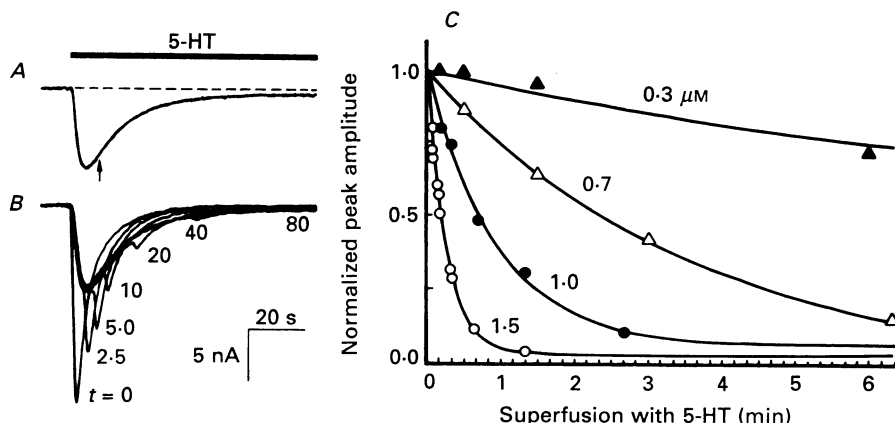 5-HT
A
B
80
40
20
10
5·0
2·5
t = 0
20 s
5 nA
C
Normalized peak amplitude
1.0
0·5
0·0
0·3 μM
0·7
1·0
1·5
0 1 2 3 4 5 6
Superfusion with 5-HT (min)